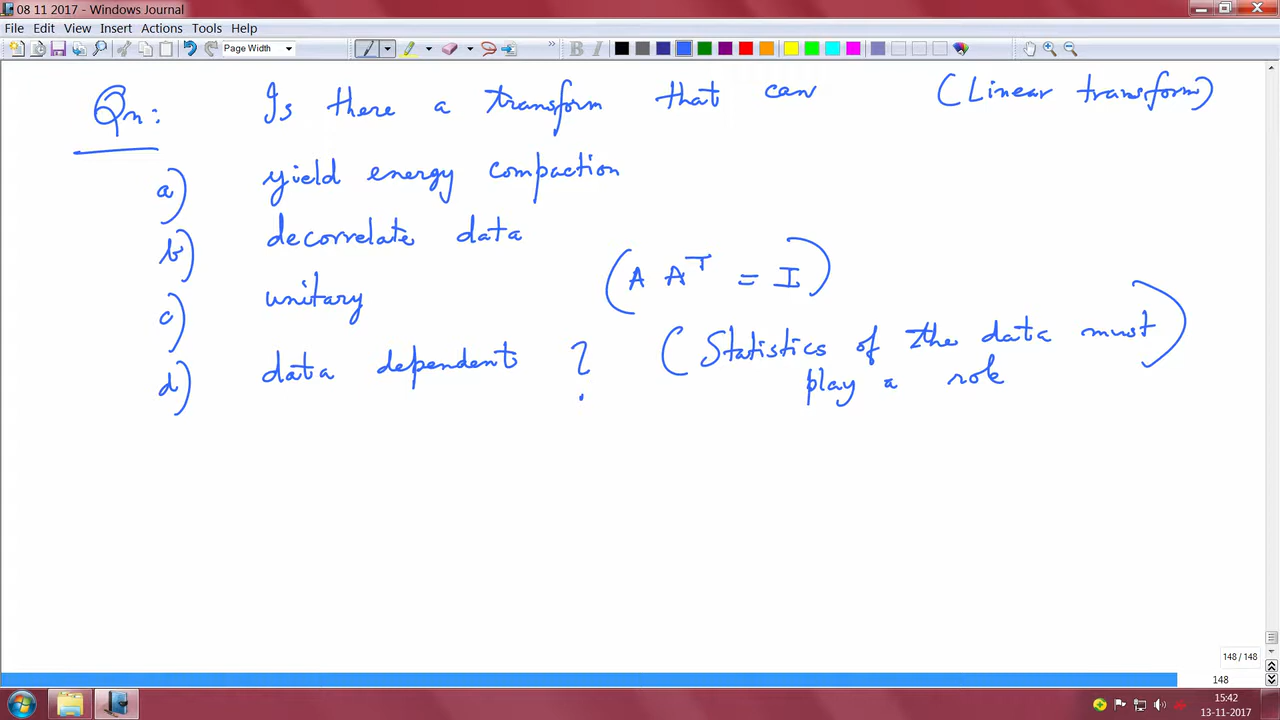 08 11 2017 - Windows Journal
File Edit View Insert Actions Tools Help
Page Width
Qn: Is there a transform that can (Linear transform)
a) yield energy compaction
b) decorrelate data
c) unitary (A A^T = I)
d) data dependent ? (Statistics of the data must
play a role
148 / 148
148
15:42
13-11-2017